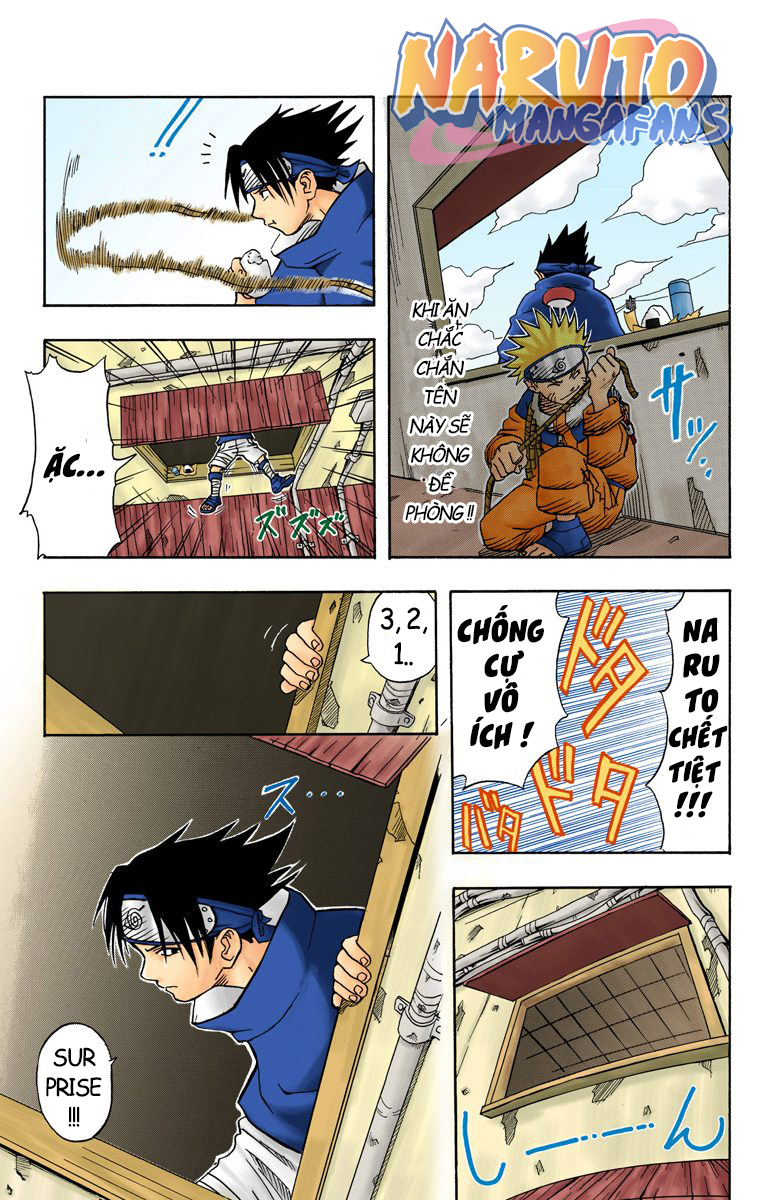 NARUTO
MANGAFANS
KHI ĂN
CHẮC
CHẮN
TÊN
NÀY SẼ
KHÔNG
ĐỀ
PHÒNG !!
サッ
!!
ẶC...
ズズズ
NA
RU
TO
CHẾT
TIỆT
!!!
ドタ
ドタ
バタ
CHỐNG
CỰ
VÔ
ÍCH !
3, 2,
1..
し———ん
ス...
SUR
PRISE
!!!